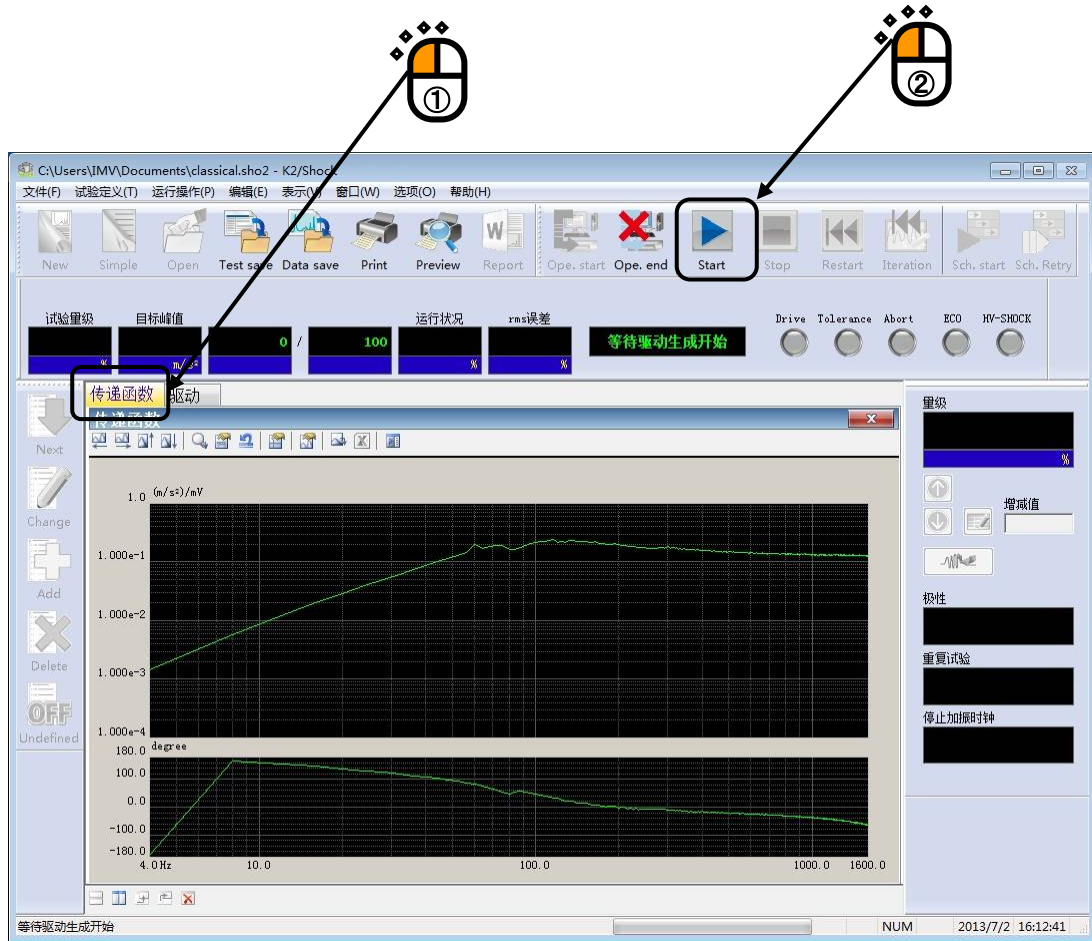 ①
②
C:\Users\IMV\Documents\classical.sho2 - K2/Shock
文件(F) 试验定义(T) 运行操作(P) 编辑(E) 表示(V) 窗口(W) 选项(O) 帮助(H)
New Simple Open Test save Data save Print Preview Report Ope. start Ope. end Start Stop Restart Iteration Sch. start Sch. Retry
试验量级 目标峰值 运行状况 rms误差 Drive Tolerance Abort ECO HV-SHOCK
0 / 100 等待驱动生成开始
% m/s² % %
传递函数 驱动
传递函数
Next
Change
Add
Delete
OFF
Undefined
1.0 (m/s²)/mV
1.000e-1
1.000e-2
1.000e-3
1.000e-4
180.0 degree
100.0
0.0
-100.0
-180.0
4.0 Hz 10.0 100.0 1000.0 1600.0
量级
%
增减值
极性
重复试验
停止加振时钟
等待驱动生成开始 NUM 2013/7/2 16:12:41